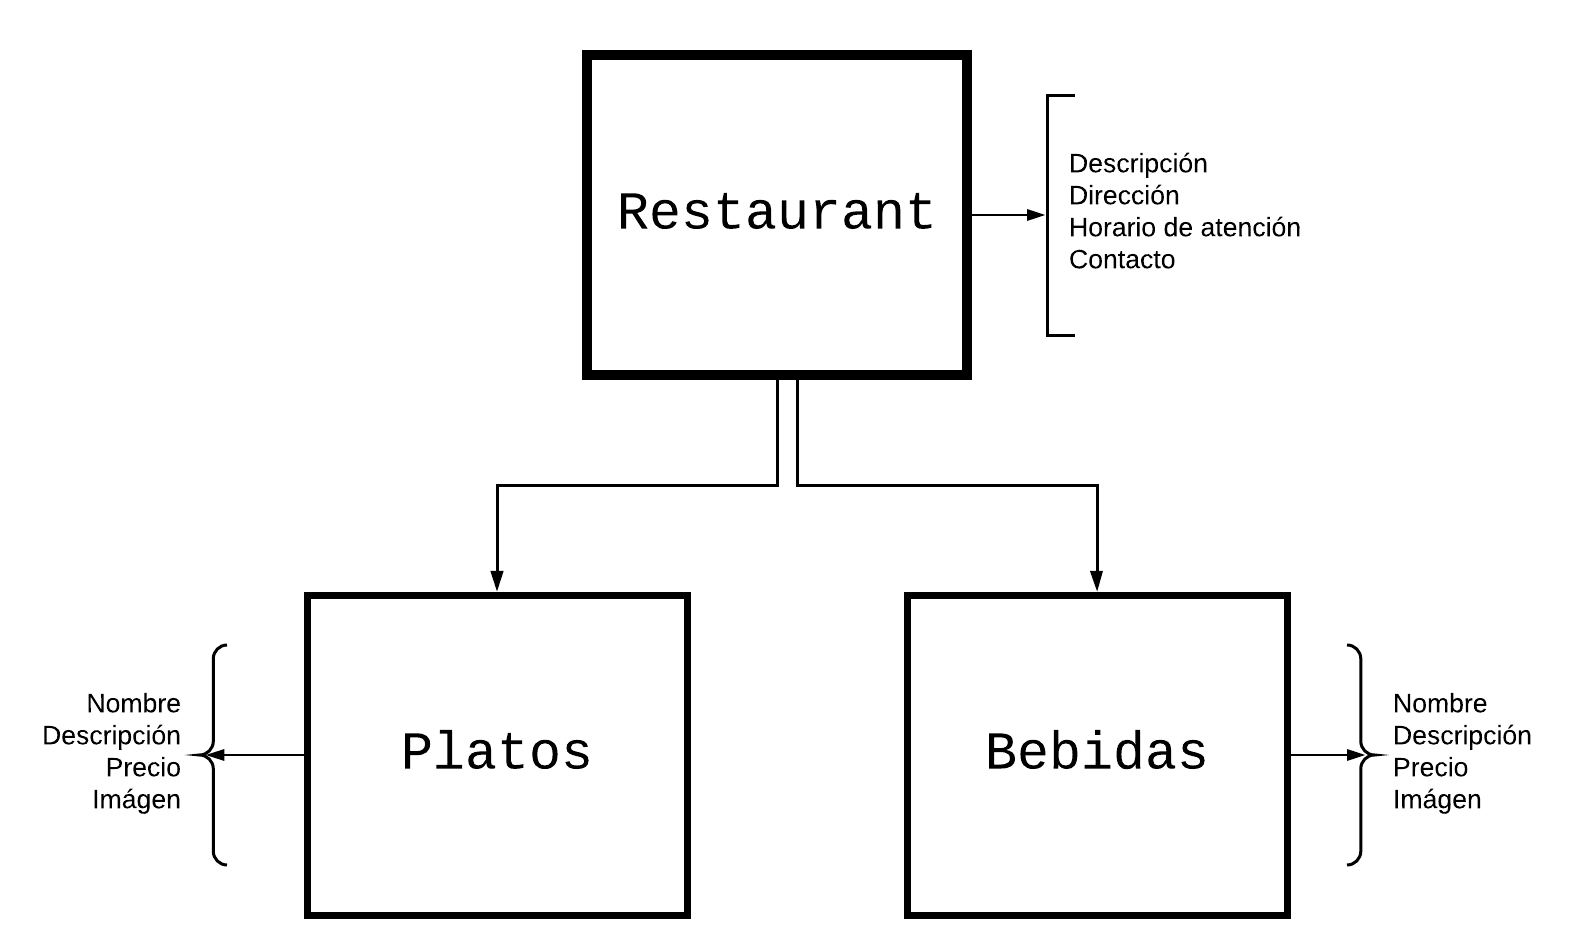 Restaurant
Descripción
Dirección
Horario de atención
Contacto
Nombre
Descripción
Precio
Imágen
Platos
Bebidas
Nombre
Descripción
Precio
Imágen